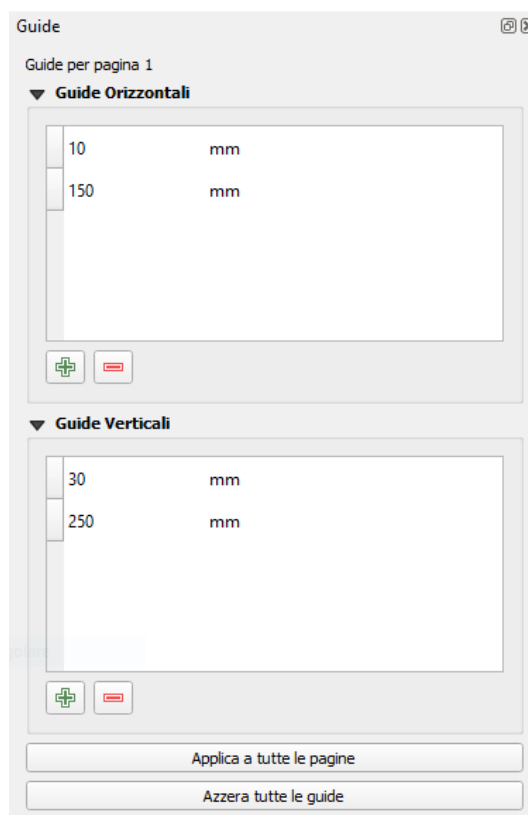 Guide
Guide per pagina 1
Guide Orizzontali
10 mm
150 mm
Guide Verticali
30 mm
250 mm
Applica a tutte le pagine
Azzera tutte le guide